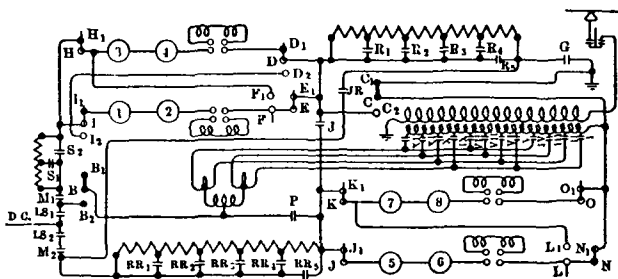 H₁
H
3
4
D₁
D
D₂
R₁ R₂ R₃ R₄
R₅
G
I₁
I
1
2
F₁
F
E₁
E
JR
C₁
C
C₂
I₂
J
S₂
S₁
M₁
B
B₁
LS₁
B₂
D.C.
LS₂
M₂
P
K₁
K
7
8
O₁
O
RR₁ RR₂ RR₃ RR₄ RR₅
J₁
J
5
6
L₁
L
N₁
N